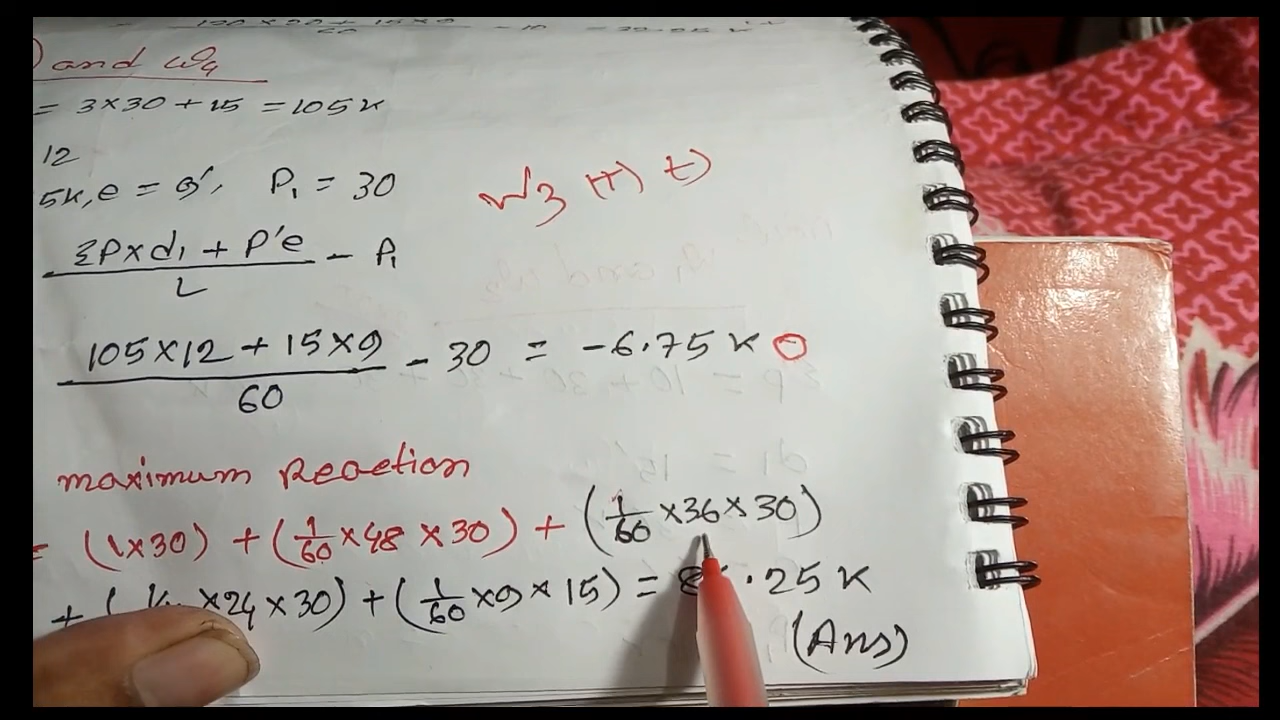 ) and W4
= 3×30 + 15 = 105 K
12
5K, e = 9', P₁ = 30
W3 (+) ve
ΣP×d₁ + P'e / L - P₁
105×12 + 15×9 / 60 - 30 = -6.75 K
maximum Reaction
= (1×30) + (1/60 ×48 ×30) + (1/60 ×36×30)
+ ( ×24×30) + (1/60 ×9×15) = .25 K
(Ans)